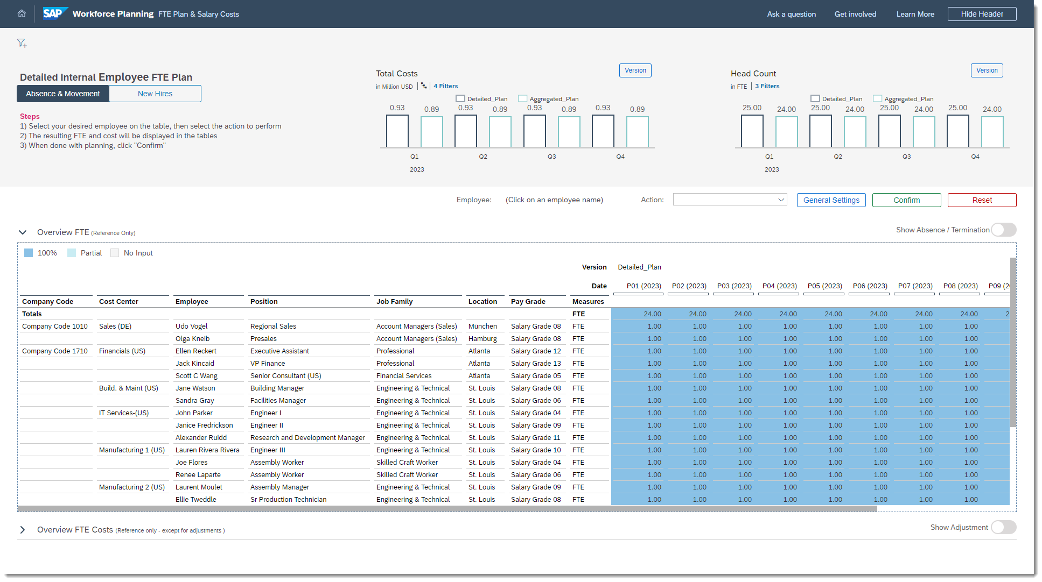 SAP Workforce Planning FTE Plan & Salary Costs Ask a question Get involved Learn More Hide Header
Detailed Internal Employee FTE Plan
Absence & Movement New Hires
Steps
1) Select your desired employee on the table, then select the action to perform
2) The resulting FTE and cost will be displayed in the tables
3) When done with planning, click "Confirm"
Total Costs Version
in Million USD 4 Filters
Detailed_Plan Aggregated_Plan
0.93 0.89 0.93 0.89 0.93 0.89 0.93 0.89
Q1 Q2 Q3 Q4
2023
Head Count Version
in FTE 3 Filters
Detailed_Plan Aggregated_Plan
25.00 24.00 25.00 24.00 25.00 24.00 25.00 24.00
Q1 Q2 Q3 Q4
2023
Employee: (Click on an employee name) Action: General Settings Confirm Reset
Overview FTE (Reference Only) Show Absence / Termination
100% Partial No Input
Version Detailed_Plan
Date P01 (2023) P02 (2023) P03 (2023) P04 (2023) P05 (2023) P06 (2023) P07 (2023) P08 (2023) P09 (2
Company Code Cost Center Employee Position Job Family Location Pay Grade Measures
Totals FTE 24.00 24.00 24.00 24.00 24.00 24.00 24.00 24.00 2
Company Code 1010 Sales (DE) Udo Vogel Regional Sales Account Managers (Sales) München Salary Grade 08 FTE 1.00 1.00 1.00 1.00 1.00 1.00 1.00 1.00
Olga Kneib Presales Account Managers (Sales) Hamburg Salary Grade 08 FTE 1.00 1.00 1.00 1.00 1.00 1.00 1.00 1.00
Company Code 1710 Financials (US) Ellen Reckert Executive Assistant Professional Atlanta Salary Grade 12 FTE 1.00 1.00 1.00 1.00 1.00 1.00 1.00 1.00
Jack Kincaid VP Finance Professional Atlanta Salary Grade 13 FTE 1.00 1.00 1.00 1.00 1.00 1.00 1.00 1.00
Scott C Wang Senior Consultant (US) Financial Services Atlanta Salary Grade 05 FTE 1.00 1.00 1.00 1.00 1.00 1.00 1.00 1.00
Build. & Maint (US) Jane Watson Building Manager Engineering & Technical St. Louis Salary Grade 08 FTE 1.00 1.00 1.00 1.00 1.00 1.00 1.00 1.00
Sandra Gray Facilities Manager Engineering & Technical St. Louis Salary Grade 06 FTE 1.00 1.00 1.00 1.00 1.00 1.00 1.00 1.00
IT Services-(US) John Parker Engineer I Engineering & Technical St. Louis Salary Grade 04 FTE 1.00 1.00 1.00 1.00 1.00 1.00 1.00 1.00
Janice Fredrickson Engineer II Engineering & Technical St. Louis Salary Grade 09 FTE 1.00 1.00 1.00 1.00 1.00 1.00 1.00 1.00
Alexander Ruidd Research and Development Manager Engineering & Technical St. Louis Salary Grade 11 FTE 1.00 1.00 1.00 1.00 1.00 1.00 1.00 1.00
Manufacturing 1 (US) Lauren Rivera Rivera Engineer III Engineering & Technical St. Louis Salary Grade 10 FTE 1.00 1.00 1.00 1.00 1.00 1.00 1.00 1.00
Joe Flores Assembly Worker Skilled Craft Worker St. Louis Salary Grade 04 FTE 1.00 1.00 1.00 1.00 1.00 1.00 1.00 1.00
Renee Laparte Assembly Worker Skilled Craft Worker St. Louis Salary Grade 06 FTE 1.00 1.00 1.00 1.00 1.00 1.00 1.00 1.00
Manufacturing 2 (US) Laurent Moulet Assembly Manager Engineering & Technical St. Louis Salary Grade 09 FTE 1.00 1.00 1.00 1.00 1.00 1.00 1.00 1.00
Ellie Tweddle Sr Production Technician Engineering & Technical St. Louis Salary Grade 08 FTE 1.00 1.00 1.00 1.00 1.00 1.00 1.00 1.00
Overview FTE Costs (Reference only - except for adjustments.) Show Adjustment